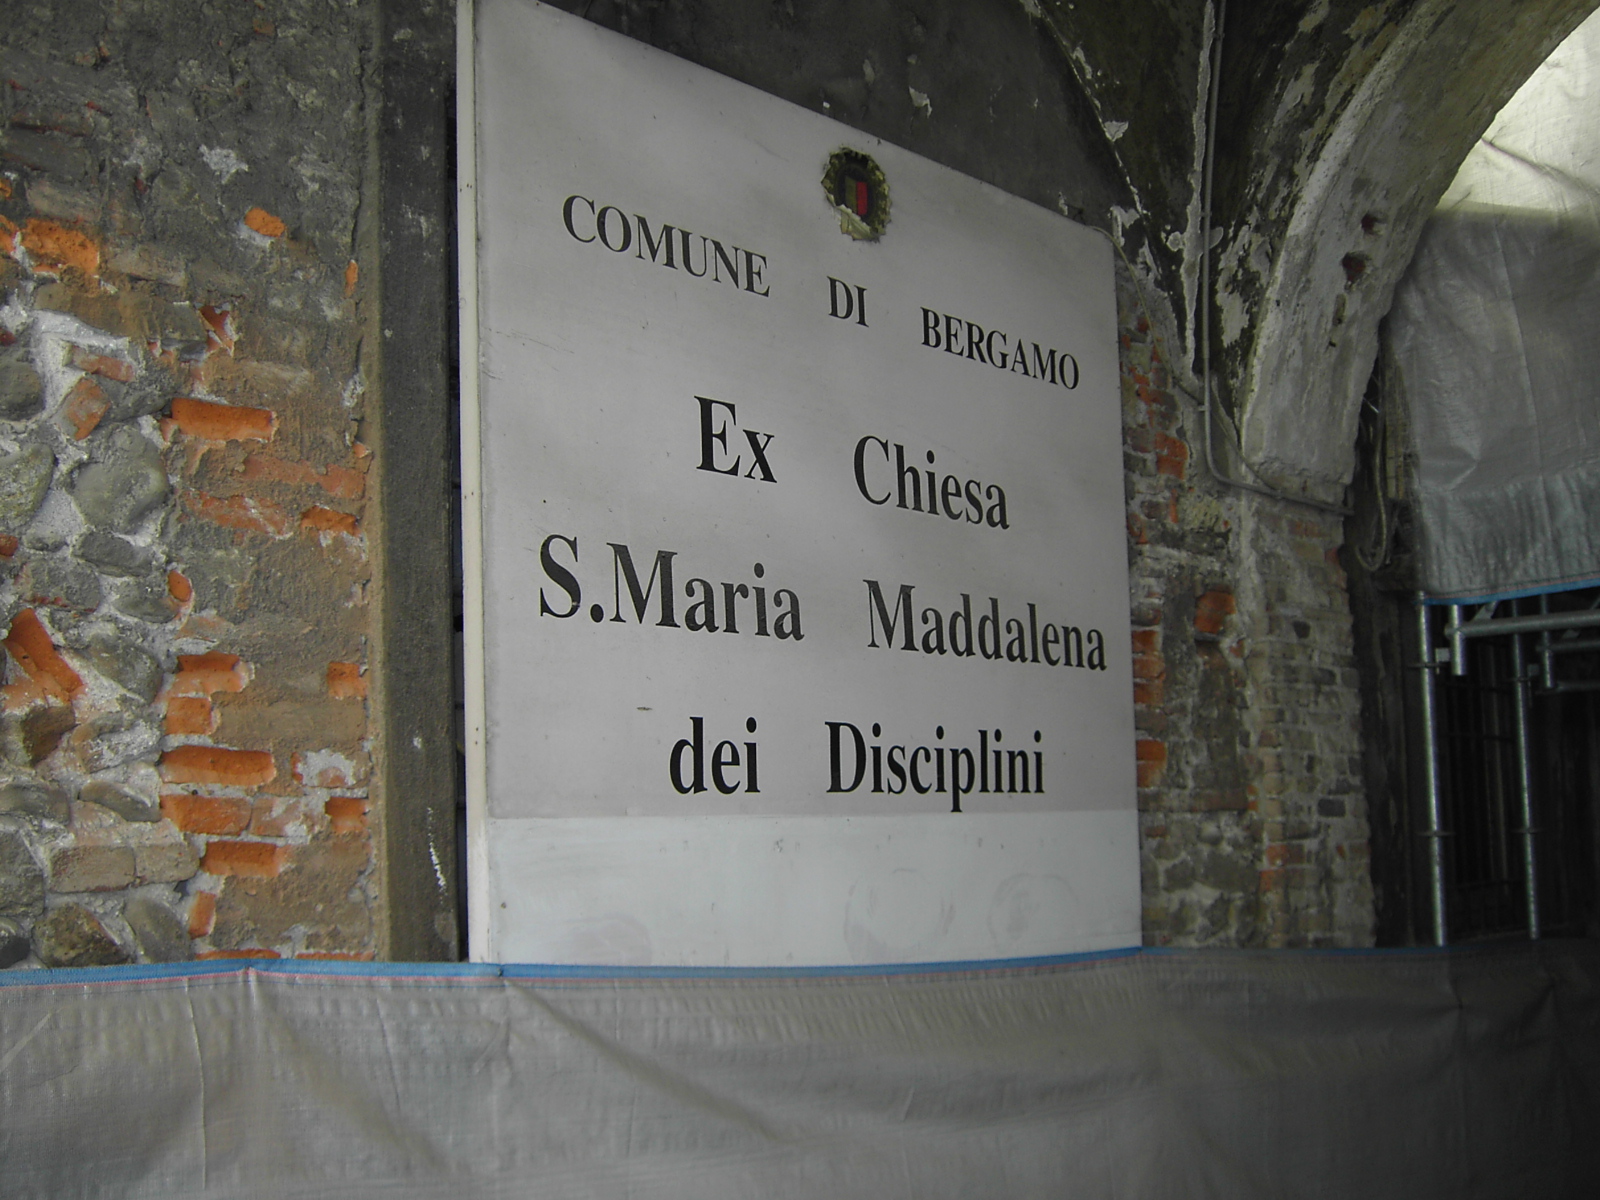 COMUNE DI BERGAMO
Ex Chiesa
S.Maria Maddalena
dei Disciplini